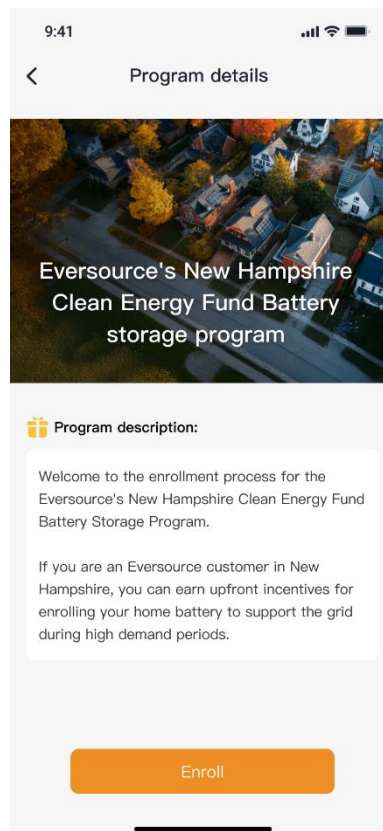 9:41
Program details
Eversource's New Hampshire
Clean Energy Fund Battery
storage program
Program description:
Welcome to the enrollment process for the
Eversource's New Hampshire Clean Energy Fund
Battery Storage Program.
If you are an Eversource customer in New
Hampshire, you can earn upfront incentives for
enrolling your home battery to support the grid
during high demand periods.
Enroll